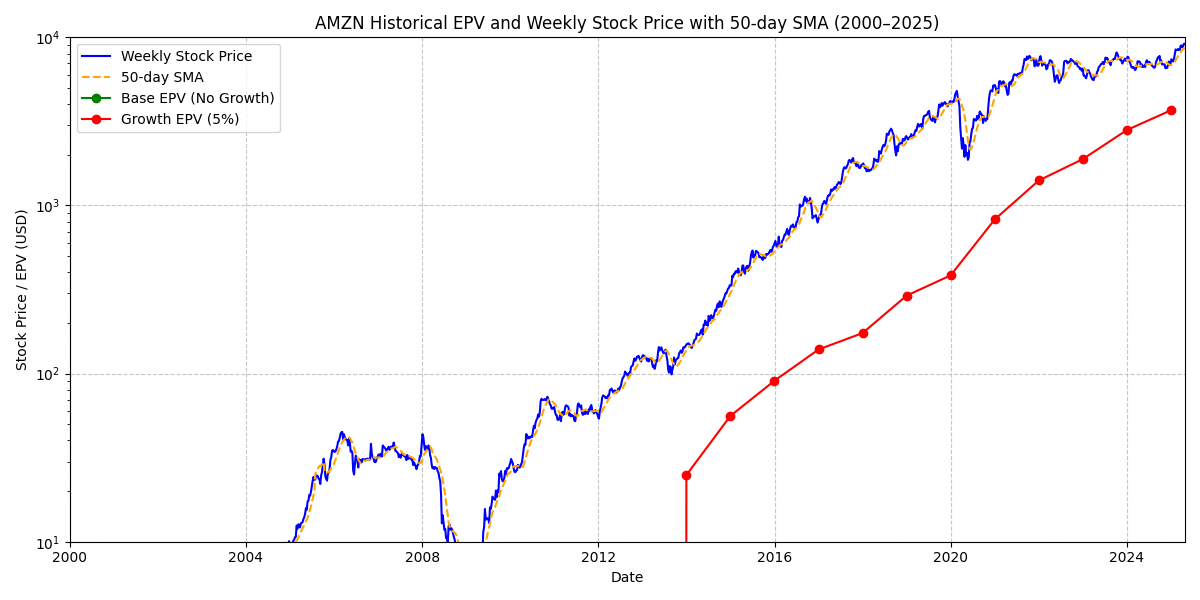 AMZN Historical EPV and Weekly Stock Price with 50-day SMA (2000–2025)
Weekly Stock Price
50-day SMA
Base EPV (No Growth)
Growth EPV (5%)
Stock Price / EPV (USD)
10⁴
10³
10²
10¹
2000 2004 2008 2012 2016 2020 2024
Date